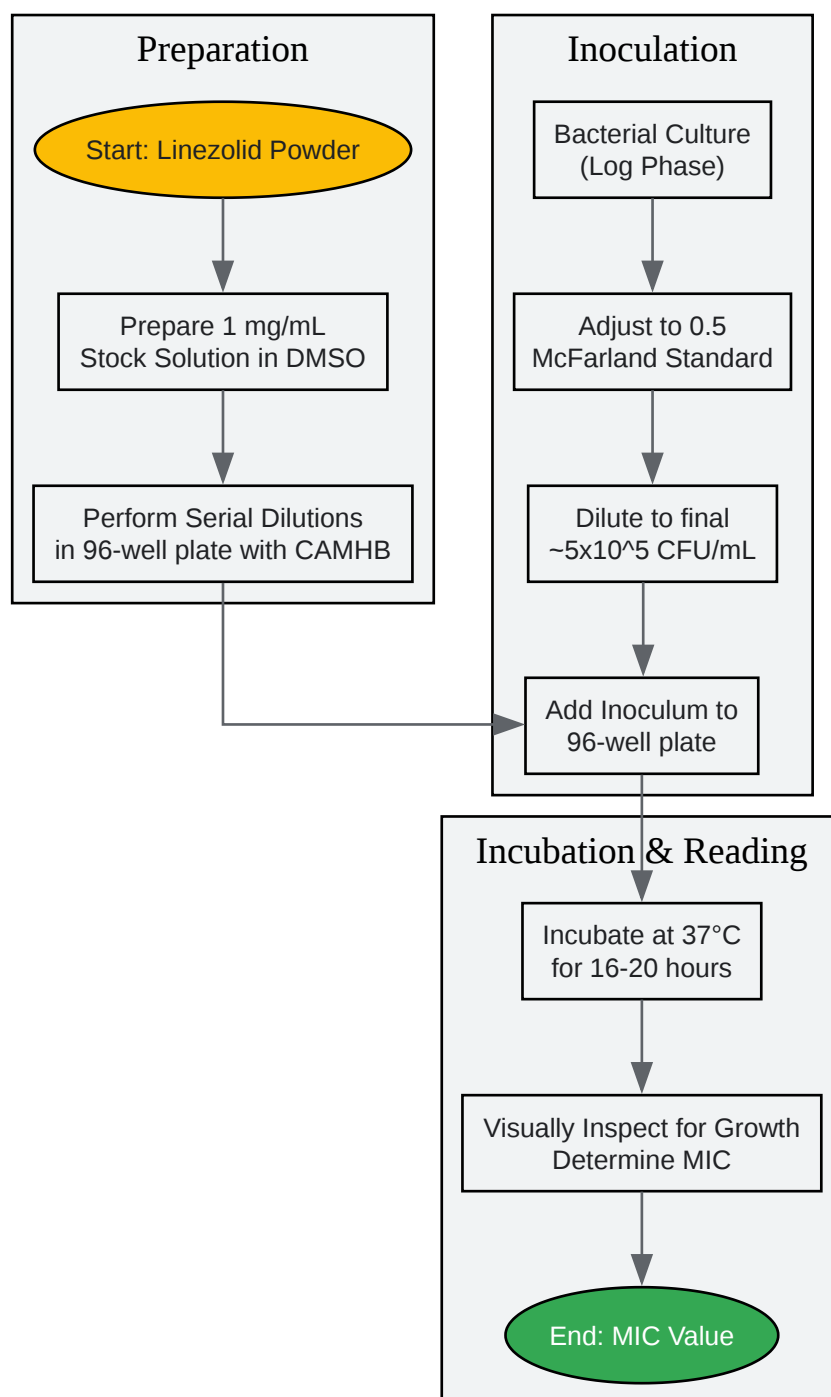 Preparation
Start: Linezolid Powder
Prepare 1 mg/mL
Stock Solution in DMSO
Perform Serial Dilutions
in 96-well plate with CAMHB
Inoculation
Bacterial Culture
(Log Phase)
Adjust to 0.5
McFarland Standard
Dilute to final
~5x10^5 CFU/mL
Add Inoculum to
96-well plate
Incubation & Reading
Incubate at 37°C
for 16-20 hours
Visually Inspect for Growth
Determine MIC
End: MIC Value